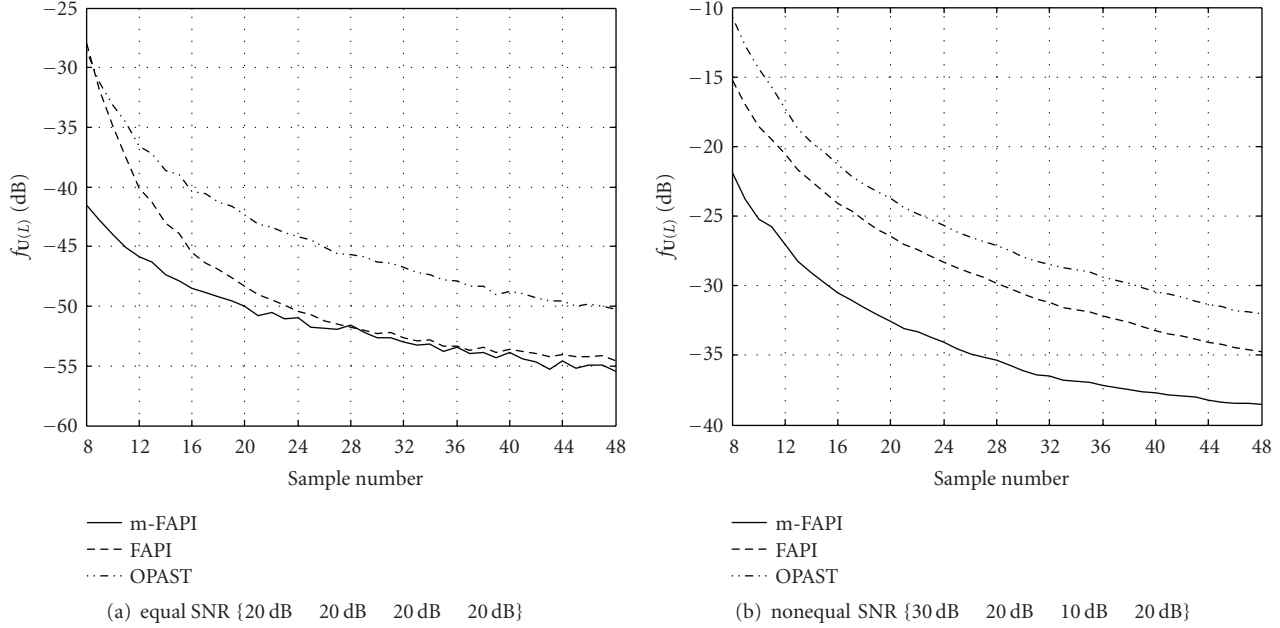 −25
−30
−35
−40
−45
−50
−55
−60
f𝖴(L) (dB)
8 12 16 20 24 28 32 36 40 44 48
Sample number
m-FAPI
FAPI
OPAST
(a) equal SNR {20 dB 20 dB 20 dB 20 dB}
−10
−15
−20
−25
−30
−35
−40
f𝖴(L) (dB)
8 12 16 20 24 28 32 36 40 44 48
Sample number
m-FAPI
FAPI
OPAST
(b) nonequal SNR {30 dB 20 dB 10 dB 20 dB}